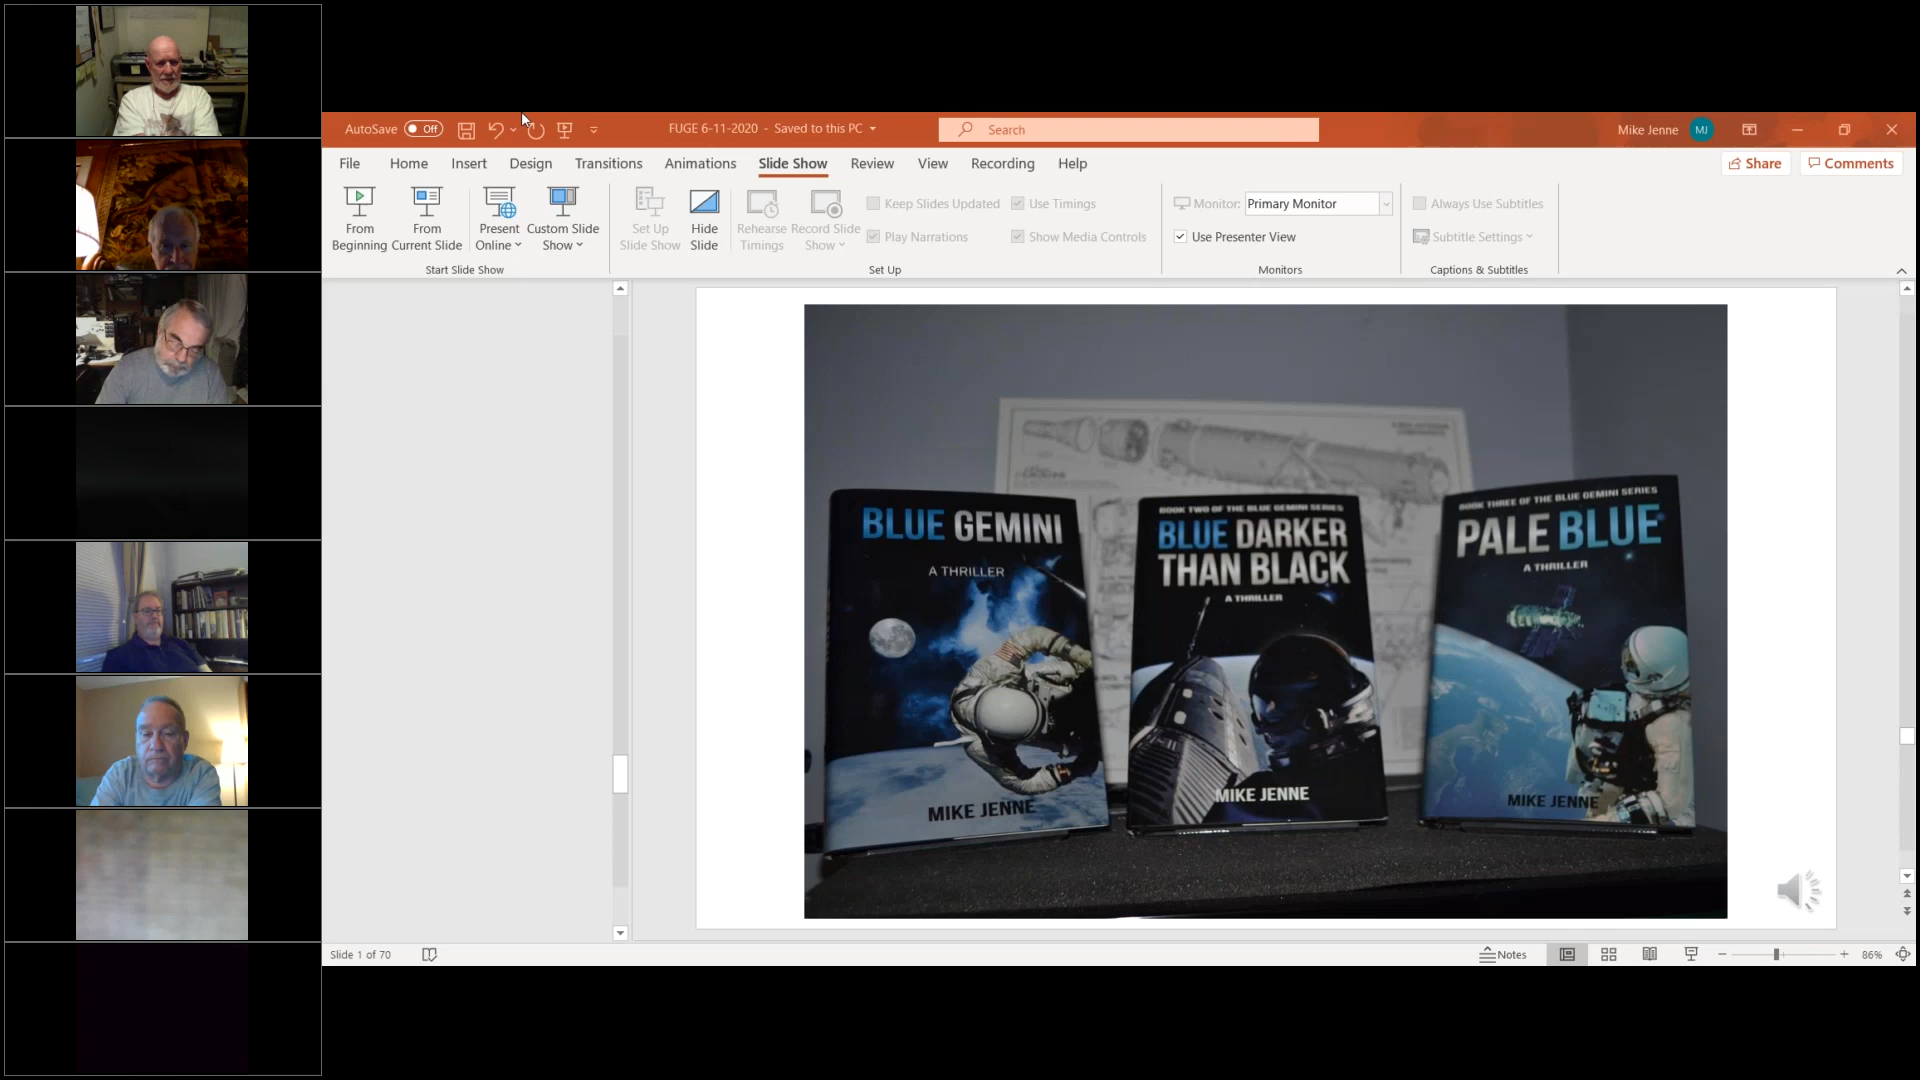 AutoSave Off
FUGE 6-11-2020 - Saved to this PC
Search
Mike Jenne MJ
File Home Insert Design Transitions Animations Slide Show Review View Recording Help
Share Comments
From Beginning
From Current Slide
Present Online
Custom Slide Show
Start Slide Show
Set Up Slide Show
Hide Slide
Rehearse Timings
Record Slide Show
Keep Slides Updated
Play Narrations
Use Timings
Show Media Controls
Set Up
Monitor: Primary Monitor
Use Presenter View
Monitors
Always Use Subtitles
Subtitle Settings
Captions & Subtitles
BLUE GEMINI
A THRILLER
MIKE JENNE
BOOK TWO OF THE BLUE GEMINI SERIES
BLUE DARKER
THAN BLACK
A THRILLER
MIKE JENNE
BOOK THREE OF THE BLUE GEMINI SERIES
PALE BLUE
A THRILLER
MIKE JENNE
Slide 1 of 70
Notes
86%